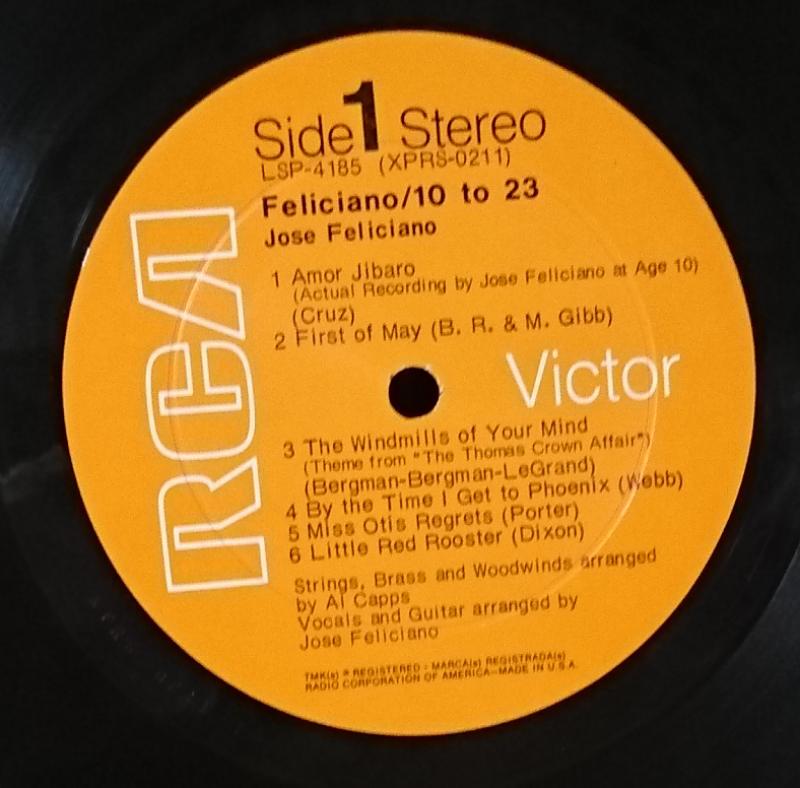 Side 1 Stereo
LSP-4185 (XPRS-0211)
Feliciano/10 to 23
Jose Feliciano
1 Amor Jibaro
(Actual Recording by Jose Feliciano at Age 10)
(Cruz)
2 First of May (B. R. & M. Gibb)
RCA
Victor
3 The Windmills of Your Mind
(Theme from "The Thomas Crown Affair")
(Bergman-Bergman-LeGrand)
4 By the Time I Get to Phoenix (Webb)
5 Miss Otis Regrets (Porter)
6 Little Red Rooster (Dixon)
Strings, Brass and Woodwinds arranged
by Al Capps
Vocals and Guitar arranged by
Jose Feliciano
TMK(s) ® REGISTERED • MARCA(s) REGISTRADA(s)
RADIO CORPORATION OF AMERICA—MADE IN U.S.A.